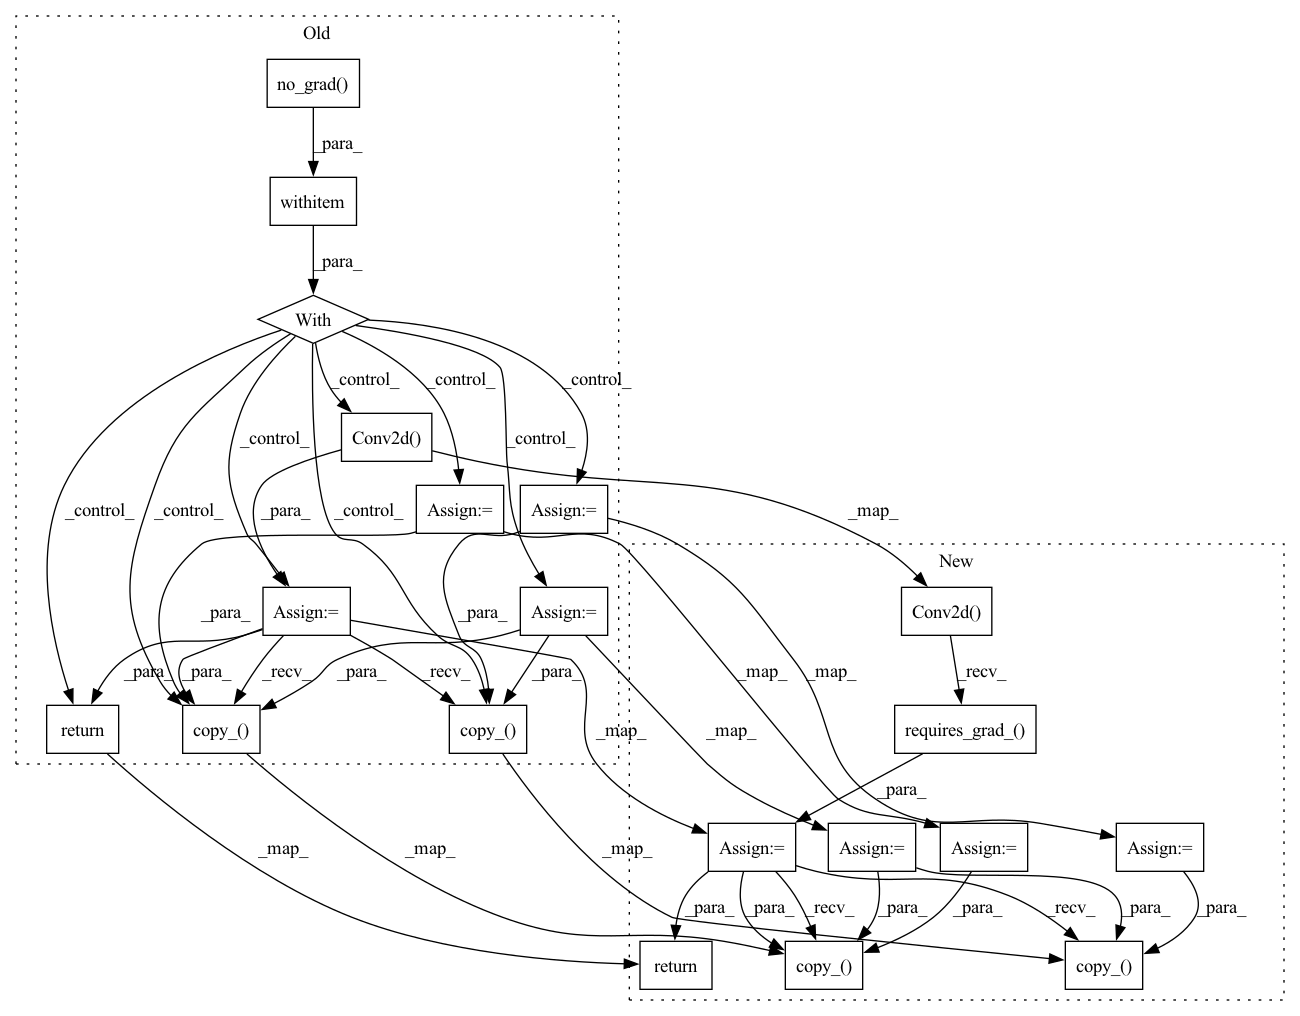 Old
no_grad()
_para_
withitem
_para_
With
_control_
_control_
_control_
_control_
_control_
Conv2d()
_control_
_control_
_para_
_control_
_map_
Assign:=
Assign:=
New
Conv2d()
Assign:=
Assign:=
_para_
_para_
_para_
_para_
_recv_
_para_
_recv_
_para_
_map_
_map_
_recv_
return
copy_()
copy_()
_map_
_map_
requires_grad_()
_para_
_map_
_map_
_map_
Assign:=
Assign:=
Assign:=
Assign:=
_para_
_para_
_recv_
_para_
_para_
_recv_
_para_
_para_
return
copy_()
copy_()